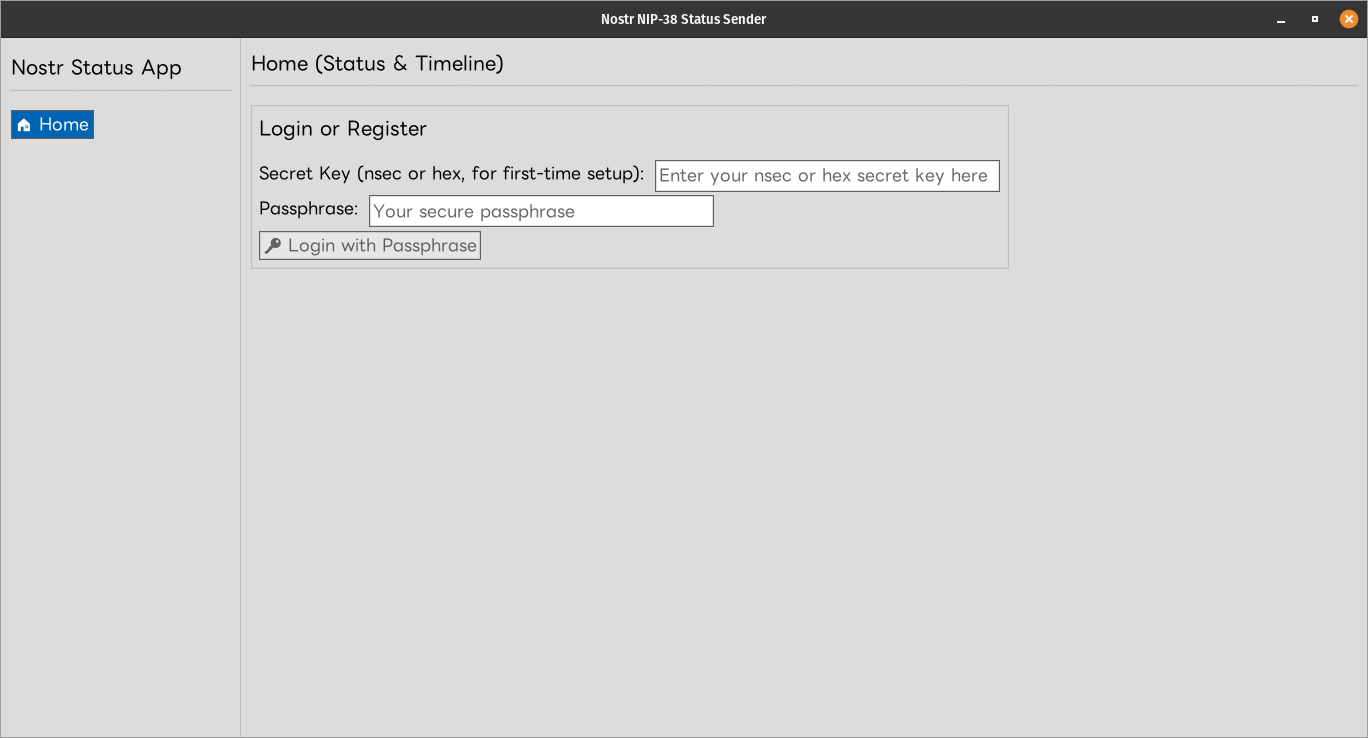 Nostr NIP-38 Status Sender
Nostr Status App
Home
Home (Status & Timeline)
Login or Register
Secret Key (nsec or hex, for first-time setup): Enter your nsec or hex secret key here
Passphrase: Your secure passphrase
Login with Passphrase